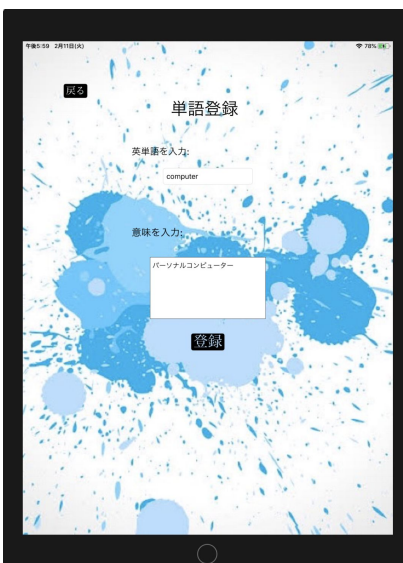 午後5:59 2月11日(火)
78%
戻る
単語登録
英単語を入力:
computer
意味を入力:
パーソナルコンピューター
登録